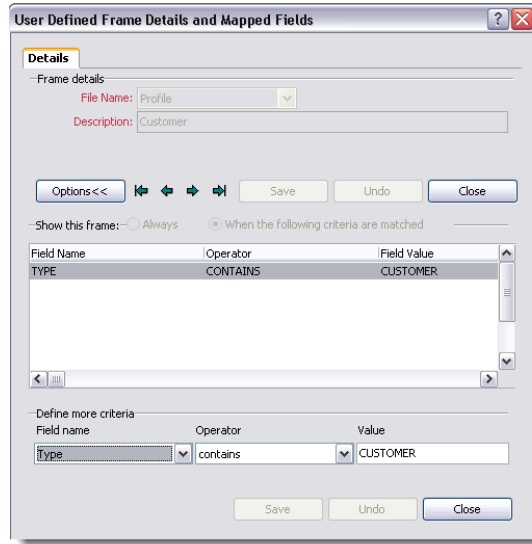 User Defined Frame Details and Mapped Fields
Details
Frame details
File Name: Profile
Description: Customer
Options<< Save Undo Close
Show this frame: Always When the following criteria are matched
Field Name Operator Field Value
TYPE CONTAINS CUSTOMER
Define more criteria
Field name Operator Value
Type contains CUSTOMER
Save Undo Close